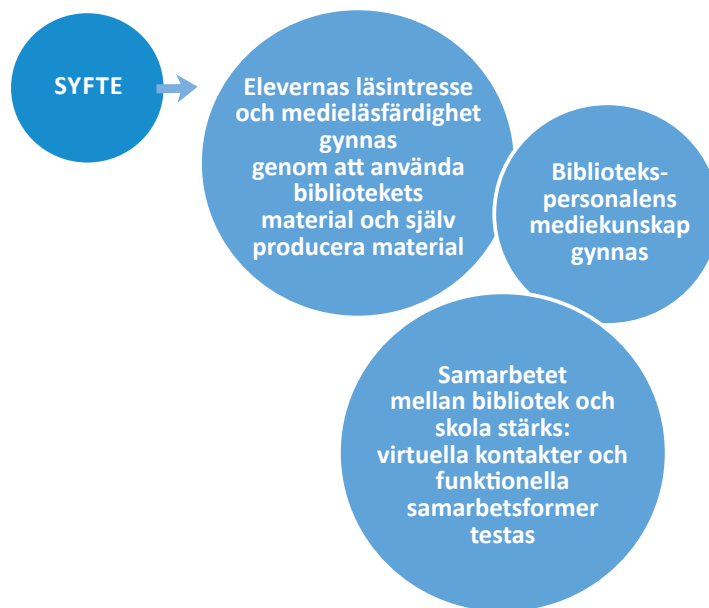 SYFTE
Elevernas läsintresse
och medieläsfärdighet
gynnas
genom att använda
bibliotekets
material och själv
producera material
Biblioteks-
personalens
mediekunskap
gynnas
Samarbetet
mellan bibliotek och
skola stärks:
virtuella kontakter och
funktionella
samarbetsformer
testas